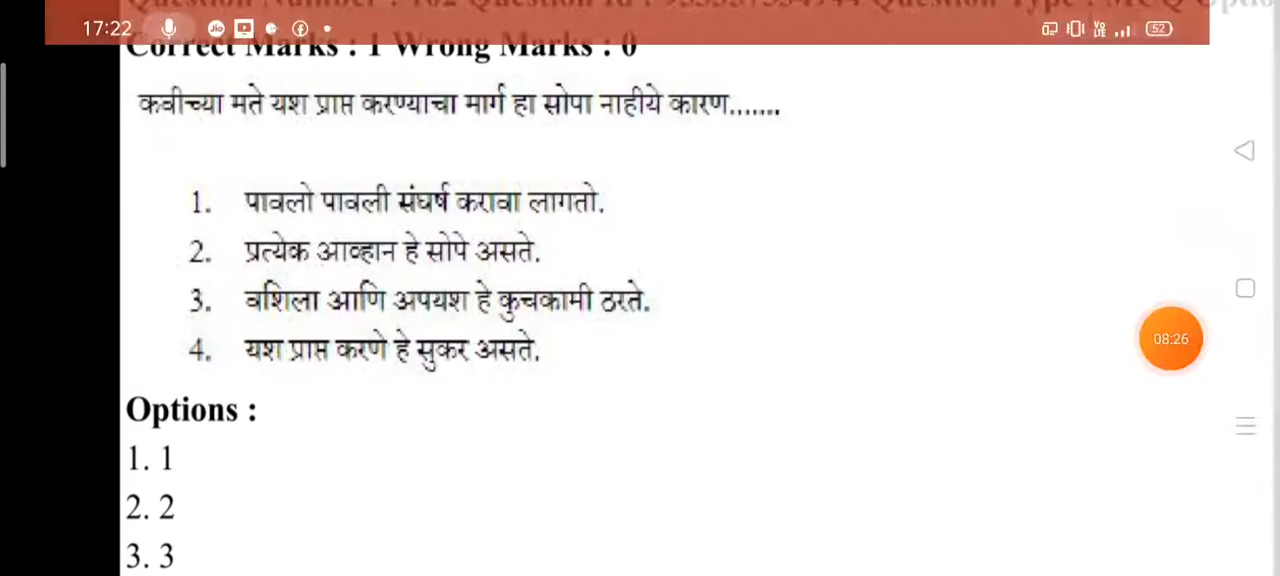 17:22
52
Correct Marks : 1 Wrong Marks : 0
कवीच्या मते यश प्राप्त करण्याचा मार्ग हा सोपा नाहीये कारण.......
1. पावलो पावली संघर्ष करावा लागतो.
2. प्रत्येक आव्हान हे सोपे असते.
3. वशिला आणि अपयश हे कुचकामी ठरते.
08:26
4. यश प्राप्त करणे हे सुकर असते.
Options :
1. 1
2. 2
3. 3